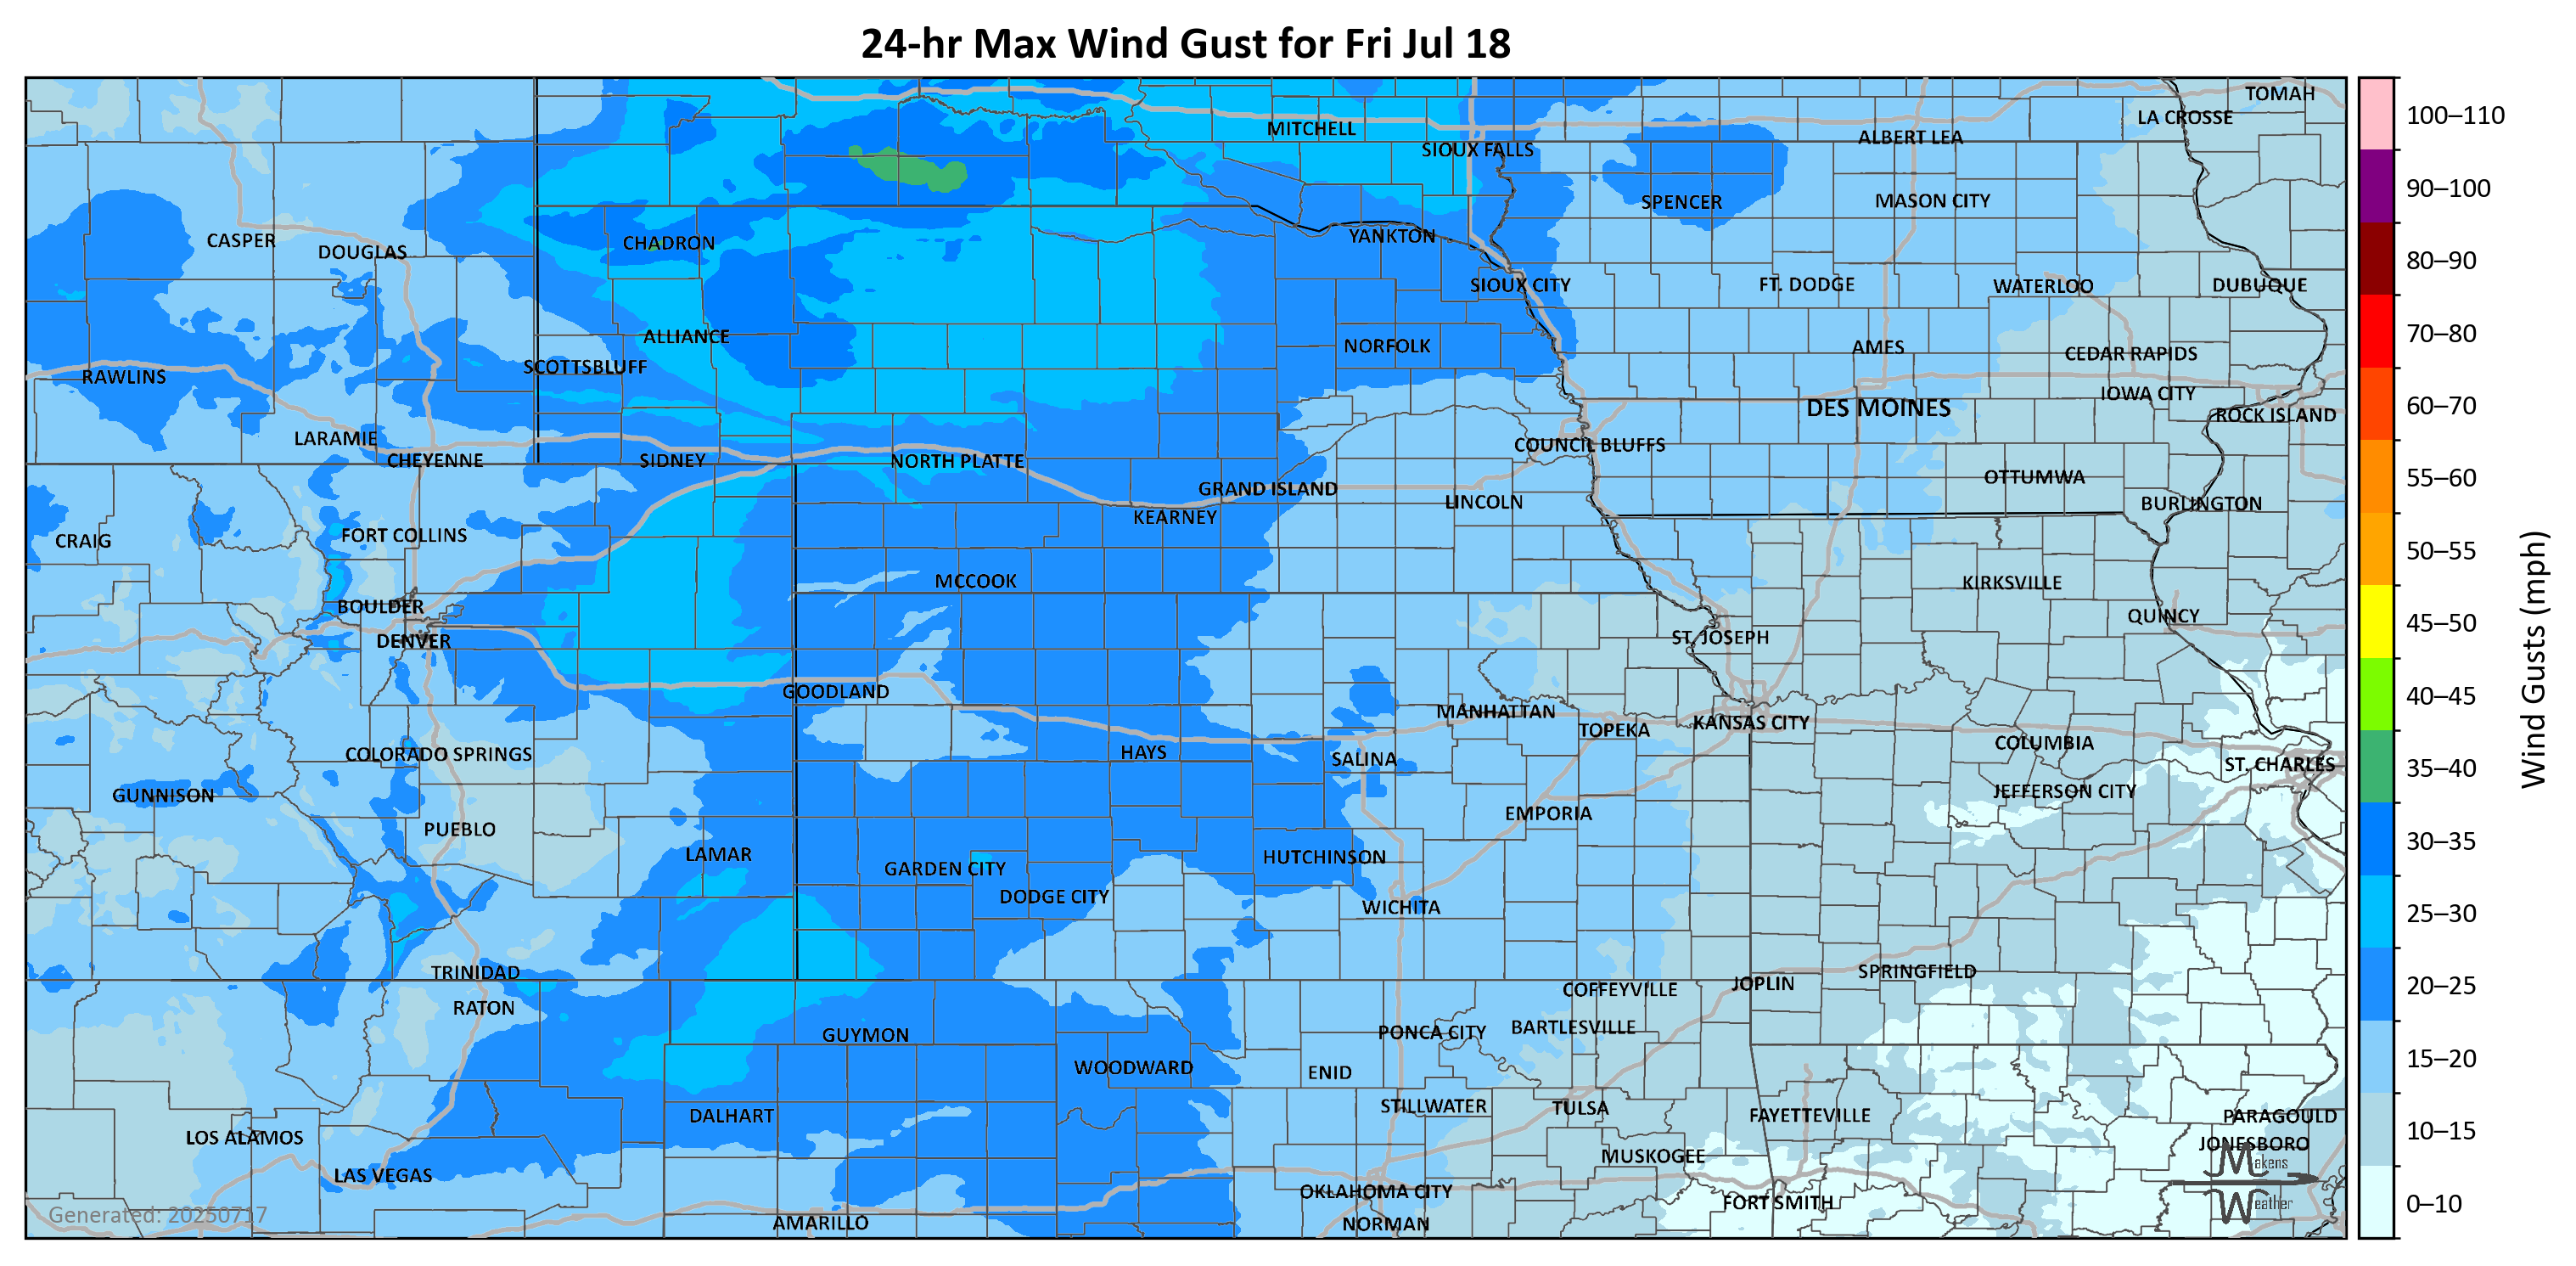 24-hr Max Wind Gust for Fri Jul 18
TOMAH
LA CROSSE
MITCHELL
ALBERT LEA
SIOUX FALLS
SPENCER
MASON CITY
CASPER
DOUGLAS
CHADRON
YANKTON
SIOUX CITY
FT. DODGE
WATERLOO
DUBUQUE
ALLIANCE
NORFOLK
AMES
CEDAR RAPIDS
SCOTTSBLUFF
RAWLINS
IOWA CITY
DES MOINES
ROCK ISLAND
LARAMIE
COUNCIL BLUFFS
CHEYENNE
SIDNEY
NORTH PLATTE
OTTUMWA
GRAND ISLAND
LINCOLN
BURLINGTON
KEARNEY
FORT COLLINS
CRAIG
MCCOOK
KIRKSVILLE
BOULDER
QUINCY
DENVER
ST. JOSEPH
GOODLAND
MANHATTAN
KANSAS CITY
TOPEKA
COLUMBIA
COLORADO SPRINGS
HAYS
SALINA
ST. CHARLES
GUNNISON
JEFFERSON CITY
EMPORIA
PUEBLO
LAMAR
HUTCHINSON
GARDEN CITY
DODGE CITY
WICHITA
TRINIDAD
SPRINGFIELD
JOPLIN
COFFEYVILLE
RATON
BARTLESVILLE
PONCA CITY
GUYMON
WOODWARD
ENID
STILLWATER
TULSA
DALHART
FAYETTEVILLE
PARAGOULD
LOS ALAMOS
JONESBORO
MUSKOGEE
LAS VEGAS
OKLAHOMA CITY
FORT SMITH
AMARILLO
NORMAN
Generated: 20250717
Makens
Weather
100–110
90–100
80–90
70–80
60–70
55–60
50–55
45–50
40–45
35–40
30–35
25–30
20–25
15–20
10–15
0–10
Wind Gusts (mph)